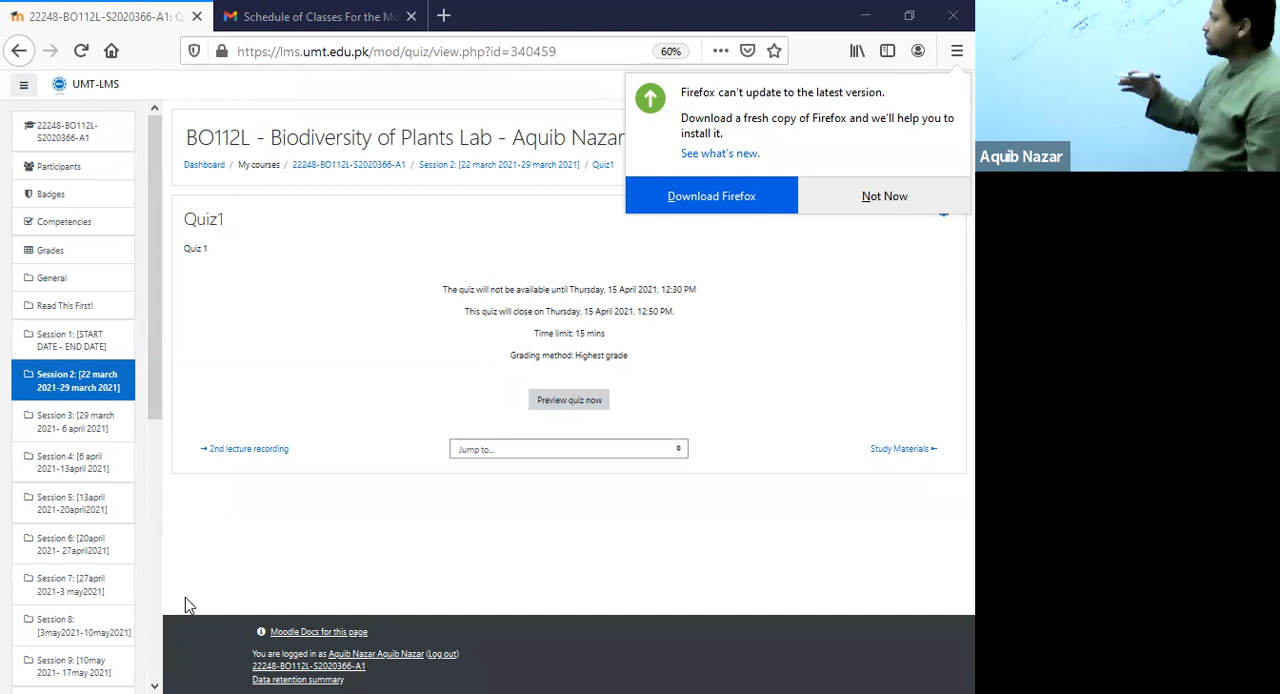 22248-BO112L-S2020366-A1: Q
Schedule of Classes For the Mo
https://lms.umt.edu.pk/mod/quiz/view.php?id=340459
60%
UMT-LMS
22248-BO112L-
S2020366-A1
Participants
Badges
Competencies
Grades
General
Read This First!
Session 1: [START
DATE - END DATE]
Session 2: [22 march
2021-29 march 2021]
Session 3: [29 march
2021- 6 april 2021]
Session 4: [6 april
2021-13april 2021]
Session 5: [13april
2021-20april2021]
Session 6: [20april
2021- 27april2021]
Session 7: [27april
2021-3 may2021]
Session 8:
[3may2021-10may2021]
Session 9: [10may
2021- 17may 2021]
BO112L - Biodiversity of Plants Lab - Aquib Nazar
Dashboard / My courses / 22248-BO112L-S2020366-A1 / Session 2: [22 march 2021-29 march 2021] / Quiz1
Firefox can't update to the latest version.
Download a fresh copy of Firefox and we'll help you to
install it.
See what's new.
Download Firefox
Not Now
Quiz1
Quiz 1
The quiz will not be available until Thursday, 15 April 2021, 12:30 PM
This quiz will close on Thursday, 15 April 2021, 12:50 PM.
Time limit: 15 mins
Grading method: Highest grade
Preview quiz now
2nd lecture recording
Jump to...
Study Materials
Moodle Docs for this page
You are logged in as Aquib Nazar Aquib Nazar (Log out)
22248-BO112L-S2020366-A1
Data retention summary
Aquib Nazar